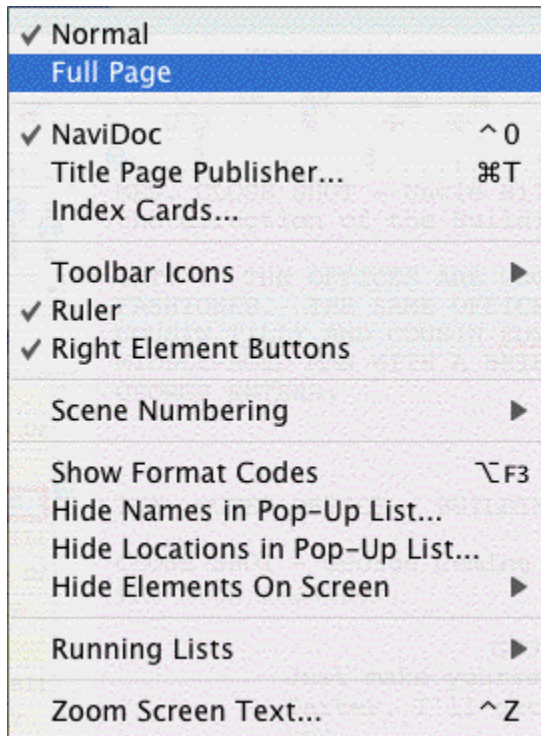 ✓ Normal
Full Page
✓ NaviDoc ^0
Title Page Publisher... ⌘T
Index Cards...
Toolbar Icons ▶
✓ Ruler
✓ Right Element Buttons
Scene Numbering ▶
Show Format Codes ⌥F3
Hide Names in Pop-Up List...
Hide Locations in Pop-Up List...
Hide Elements On Screen ▶
Running Lists ▶
Zoom Screen Text... ^Z